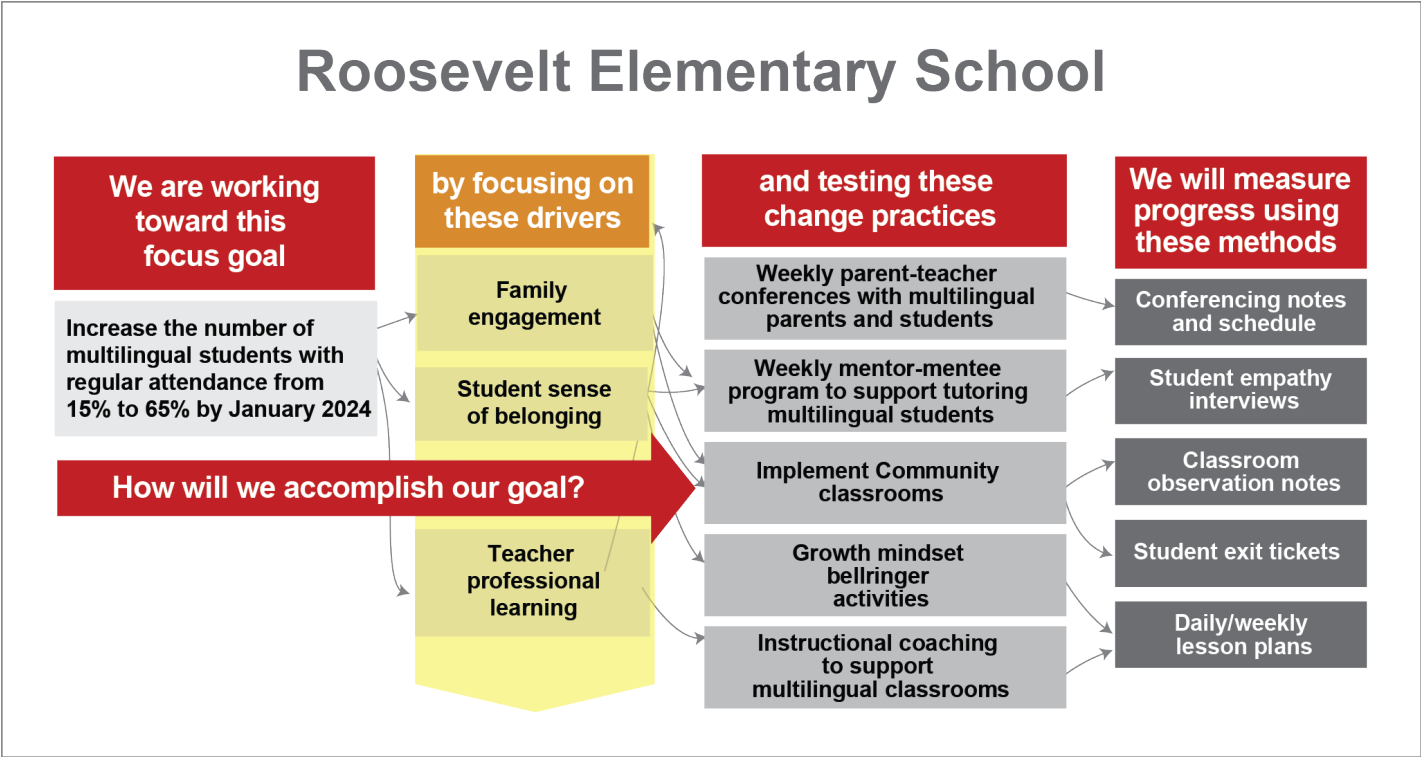 Roosevelt Elementary School
We are working
toward this
focus goal
Increase the number of
multilingual students with
regular attendance from
15% to 65% by January 2024
How will we accomplish our goal?
by focusing on
these drivers
Family
engagement
Student sense
of belonging
Teacher
professional
learning
and testing these
change practices
Weekly parent-teacher
conferences with multilingual
parents and students
Weekly mentor-mentee
program to support tutoring
multilingual students
Implement Community
classrooms
Growth mindset
bellringer
activities
Instructional coaching
to support
multilingual classrooms
We will measure
progress using
these methods
Conferencing notes
and schedule
Student empathy
interviews
Classroom
observation notes
Student exit tickets
Daily/weekly
lesson plans